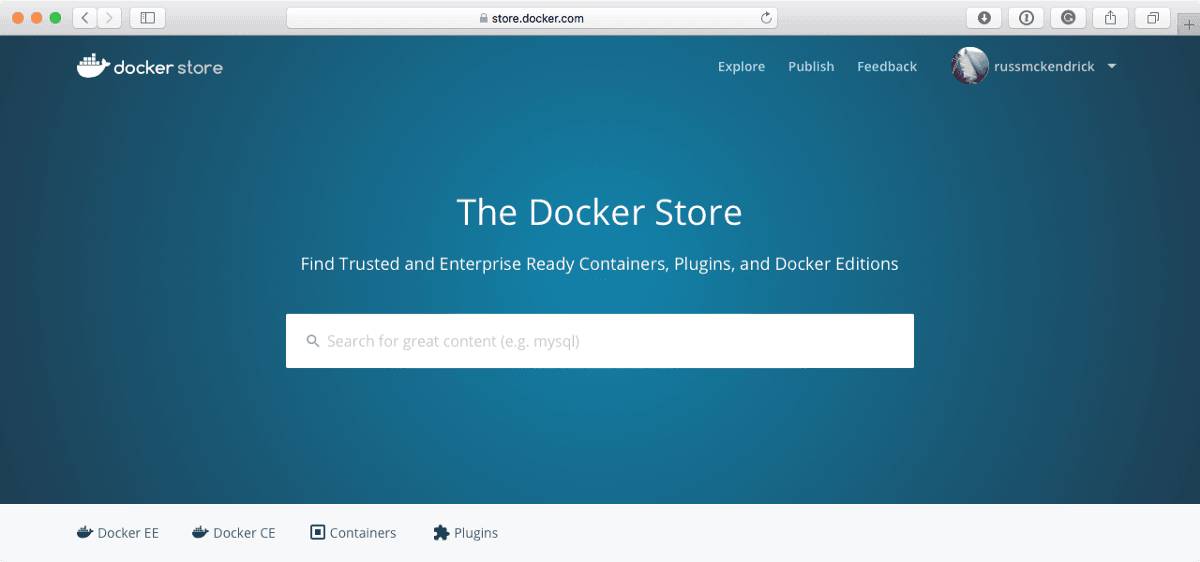 store.docker.com
docker store
Explore Publish Feedback russmckendrick
The Docker Store
Find Trusted and Enterprise Ready Containers, Plugins, and Docker Editions
Search for great content (e.g. mysql)
Docker EE Docker CE Containers Plugins